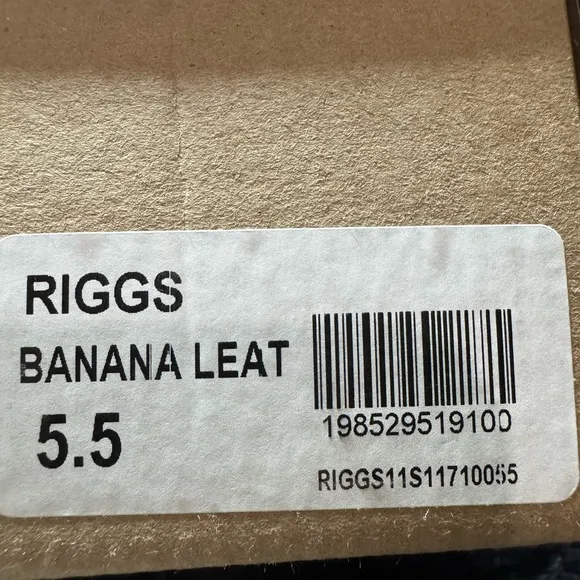 RIGGS
BANANA LEAT
5.5
198529519100
RIGGS11S11710055